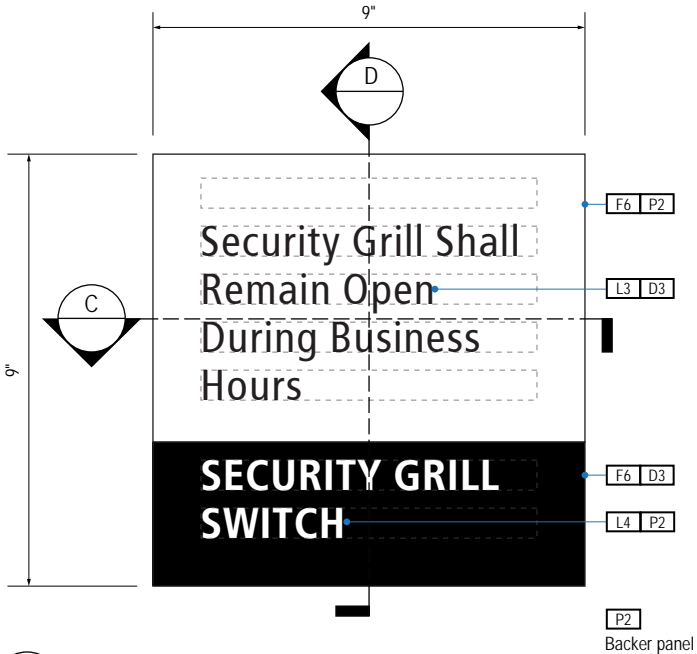 9"
D
F6 P2
Security Grill Shall
Remain Open
L3 D3
C
During Business
9"
Hours
SECURITY GRILL
F6 D3
SWITCH
L4 P2
P2
Backer panel